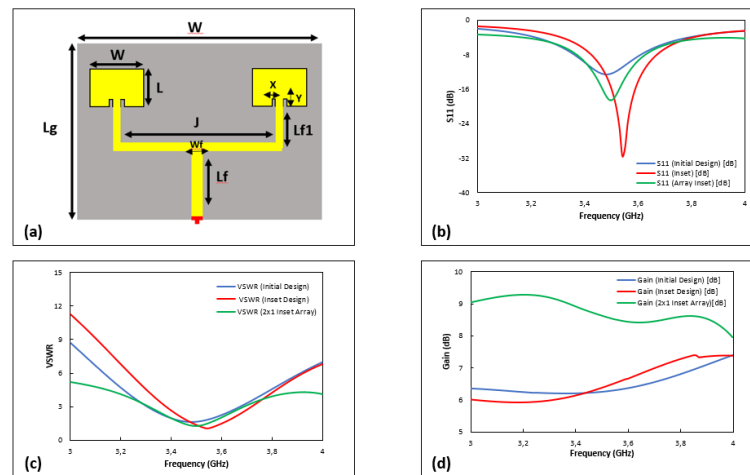 W
W
L
X
Y
Lg
J
Lf1
Wf
Lf
(a)
0
-8
-16
-24
-32
-40
S11 (dB)
S11 (Initial Design) [dB]
S11 (Inset) [dB]
S11 (Array Inset) [dB]
3
3,2
3,4
3,6
3,8
4
Frequency (GHz)
(b)
15
12
9
6
3
0
VSWR
VSWR (Initial Design)
VSWR (Inset Design)
VSWR (2x1 Inset Array)
3
3,2
3,4
3,6
3,8
4
Frequency (GHz)
(c)
10
9
8
7
6
5
Gain (dB)
Gain (Initial Design) [dB]
Gain (Inset Design) [dB]
Gain (2x1 Inset Array)[dB]
3
3,2
3,4
3,6
3,8
4
Frequency (GHz)
(d)